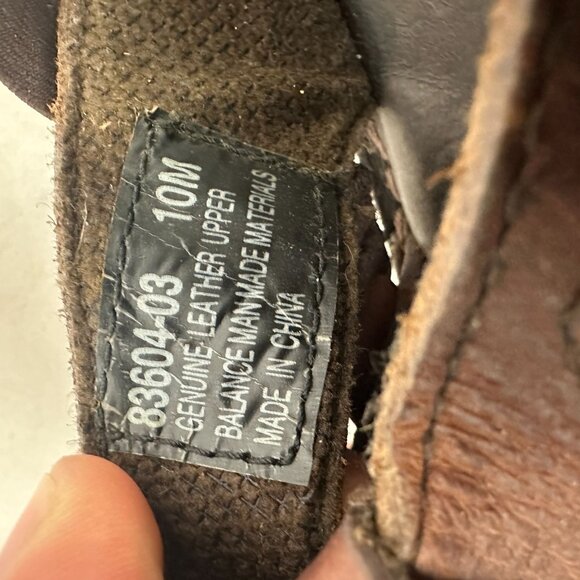 83604-03 10M
GENUINE LEATHER UPPER
BALANCE MAN MADE MATERIALS
MADE IN CHINA